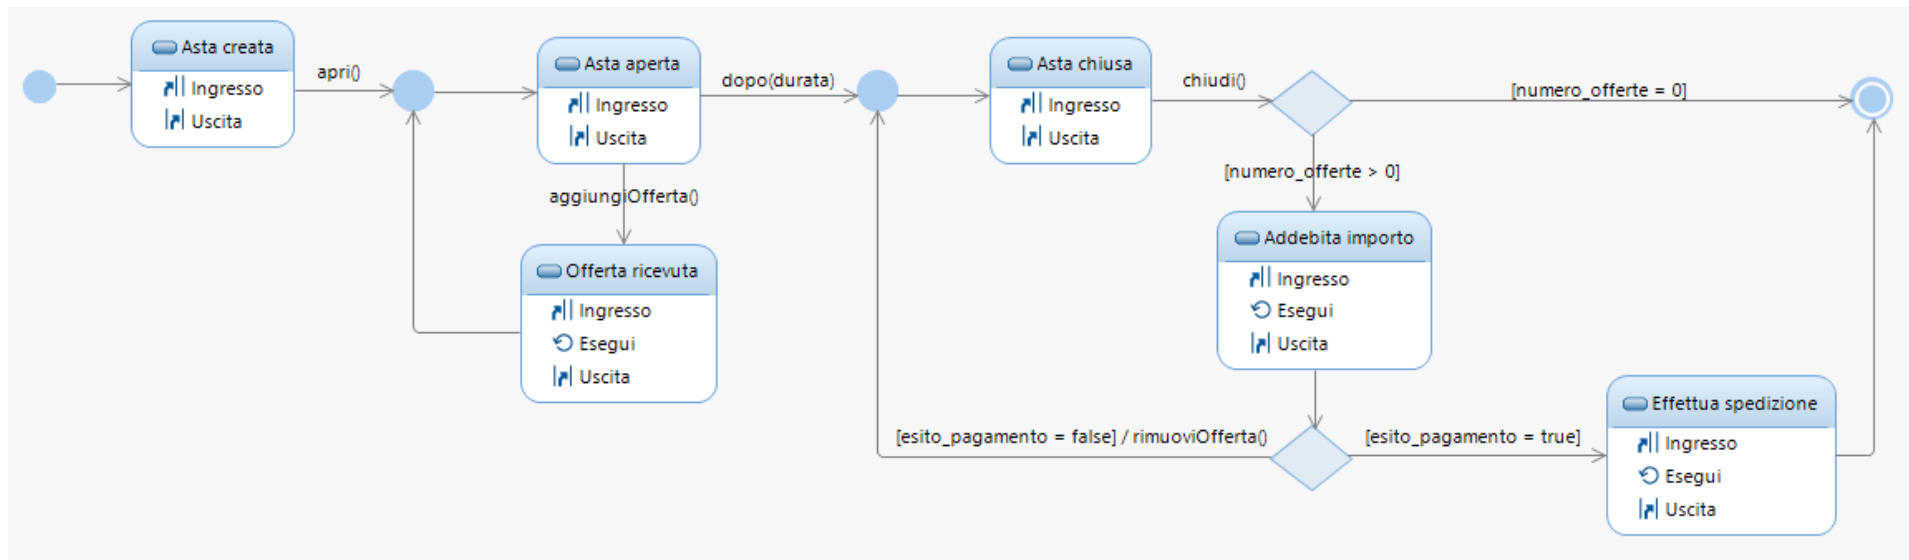 Asta creata
Ingresso
Uscita
apri()
Asta aperta
Ingresso
Uscita
dopo(durata)
aggiungiOfferta()
Offerta ricevuta
Ingresso
Esegui
Uscita
Asta chiusa
Ingresso
Uscita
chiudi()
[numero_offerte = 0]
[numero_offerte > 0]
Addebita importo
Ingresso
Esegui
Uscita
[esito_pagamento = false] / rimuoviOfferta()
[esito_pagamento = true]
Effettua spedizione
Ingresso
Esegui
Uscita